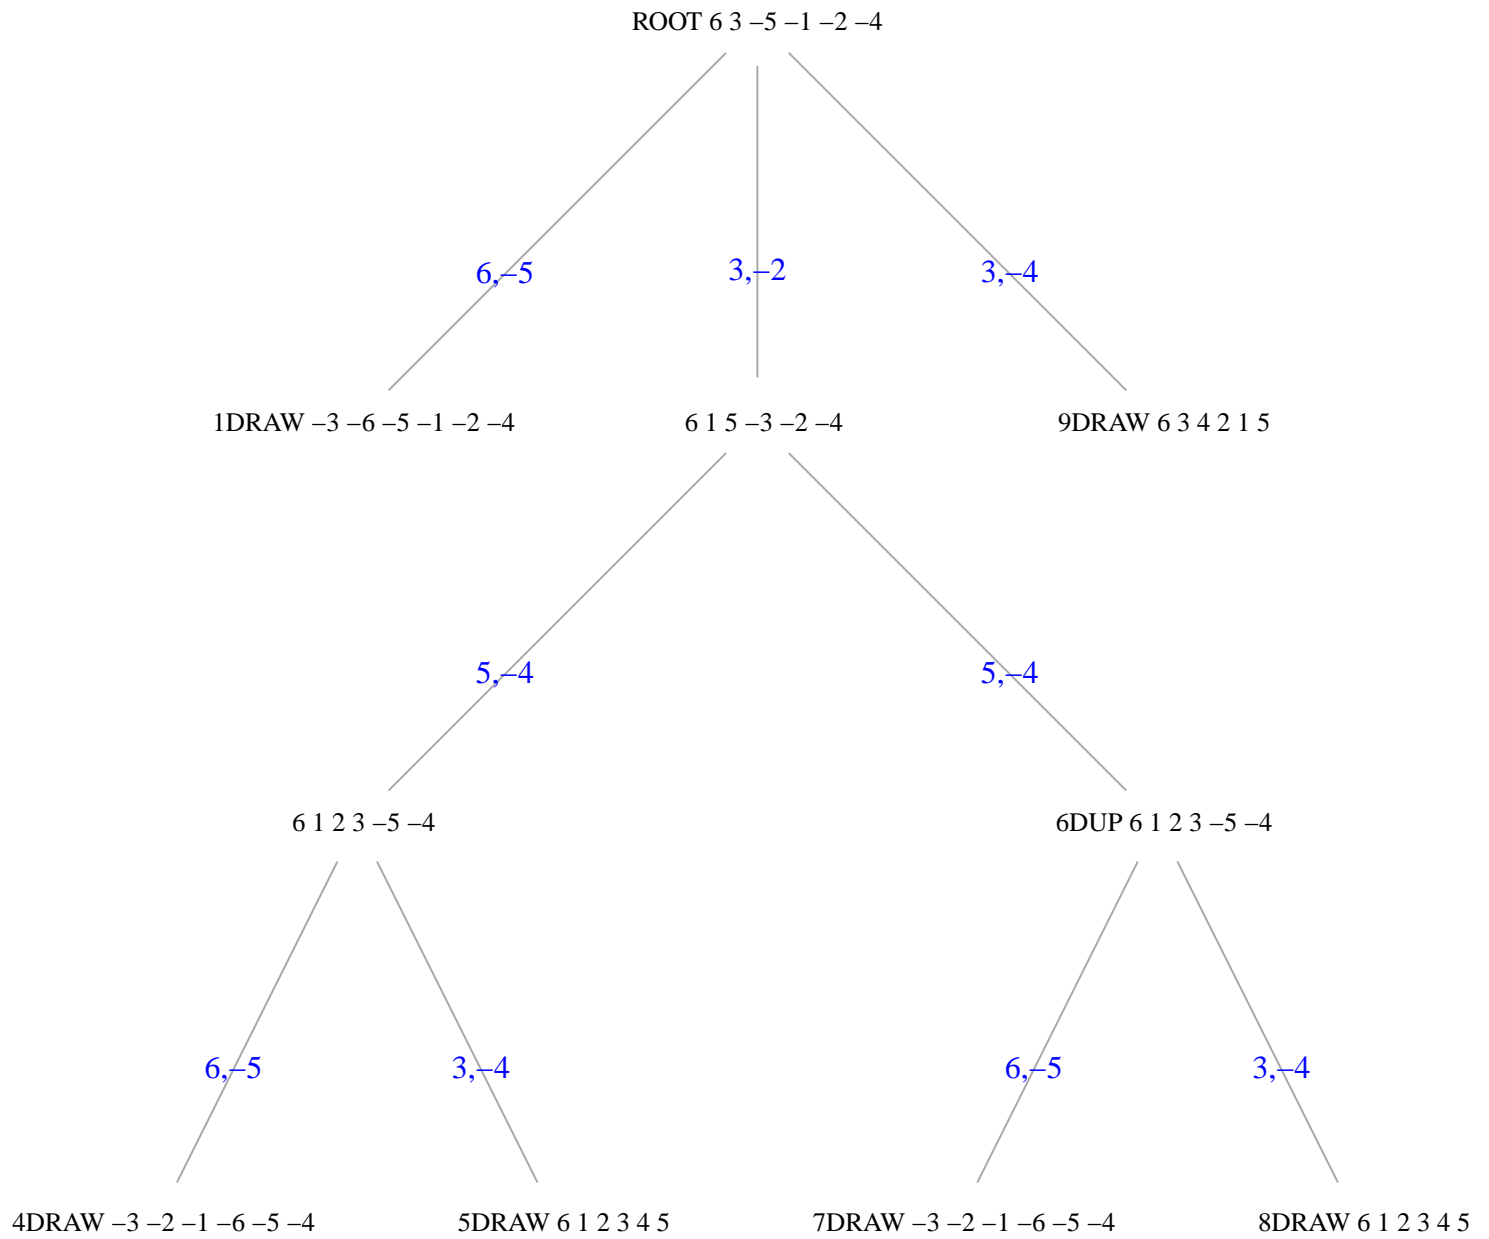 ROOT 6 3 –5 –1 –2 –4
6,–5
3,–2
3,–4
1DRAW –3 –6 –5 –1 –2 –4
6 1 5 –3 –2 –4
9DRAW 6 3 4 2 1 5
5,–4
5,–4
6 1 2 3 –5 –4
6DUP 6 1 2 3 –5 –4
6,–5
3,–4
6,–5
3,–4
4DRAW –3 –2 –1 –6 –5 –4
5DRAW 6 1 2 3 4 5
7DRAW –3 –2 –1 –6 –5 –4
8DRAW 6 1 2 3 4 5